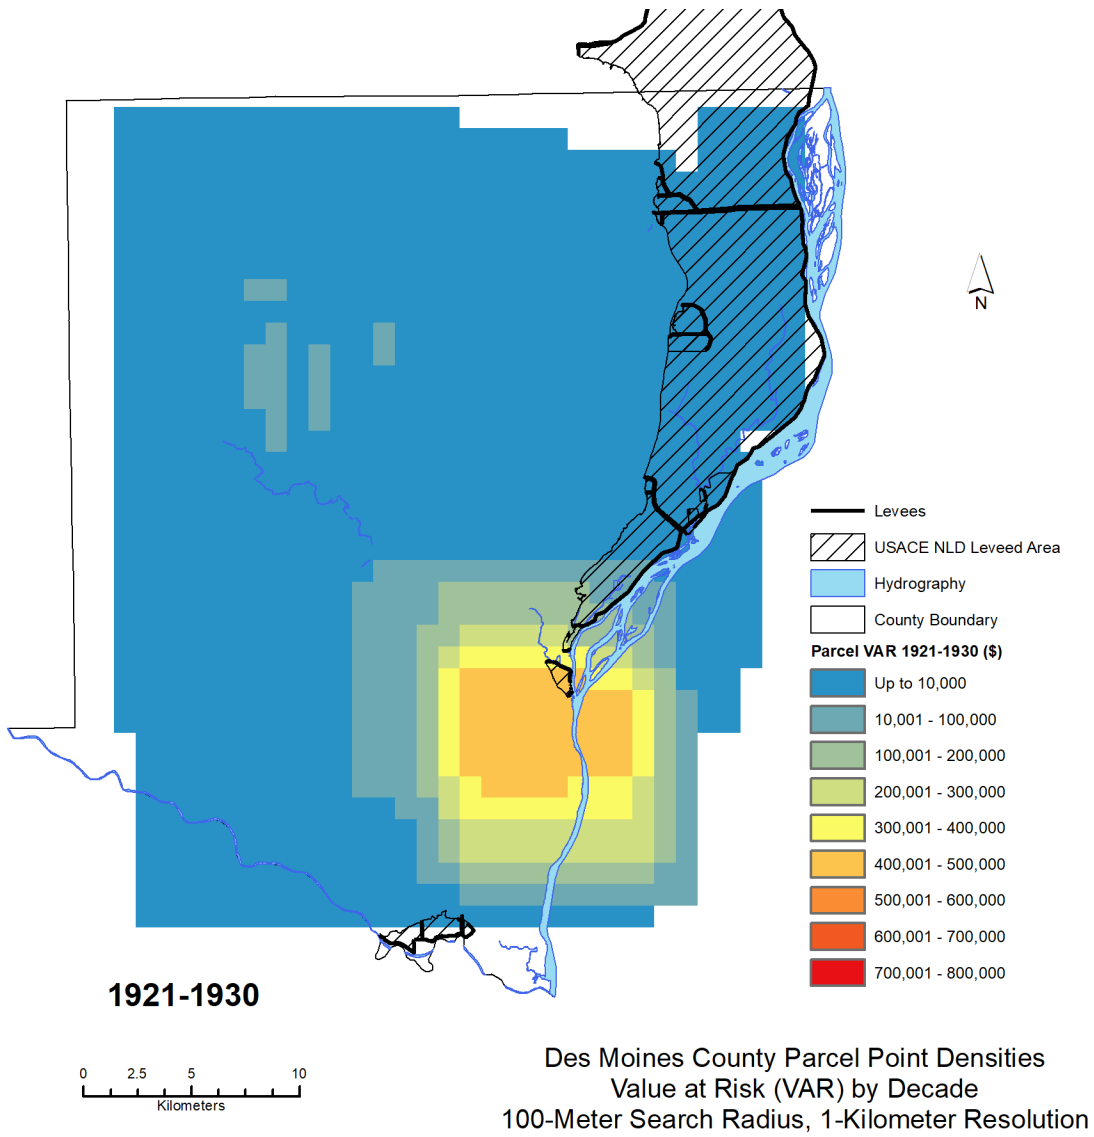 N
Levees
USACE NLD Leveed Area
Hydrography
County Boundary
Parcel VAR 1921-1930 ($)
Up to 10,000
10,001 - 100,000
100,001 - 200,000
200,001 - 300,000
300,001 - 400,000
400,001 - 500,000
500,001 - 600,000
600,001 - 700,000
700,001 - 800,000
1921-1930
0 2.5 5 10
Kilometers
Des Moines County Parcel Point Densities
Value at Risk (VAR) by Decade
100-Meter Search Radius, 1-Kilometer Resolution